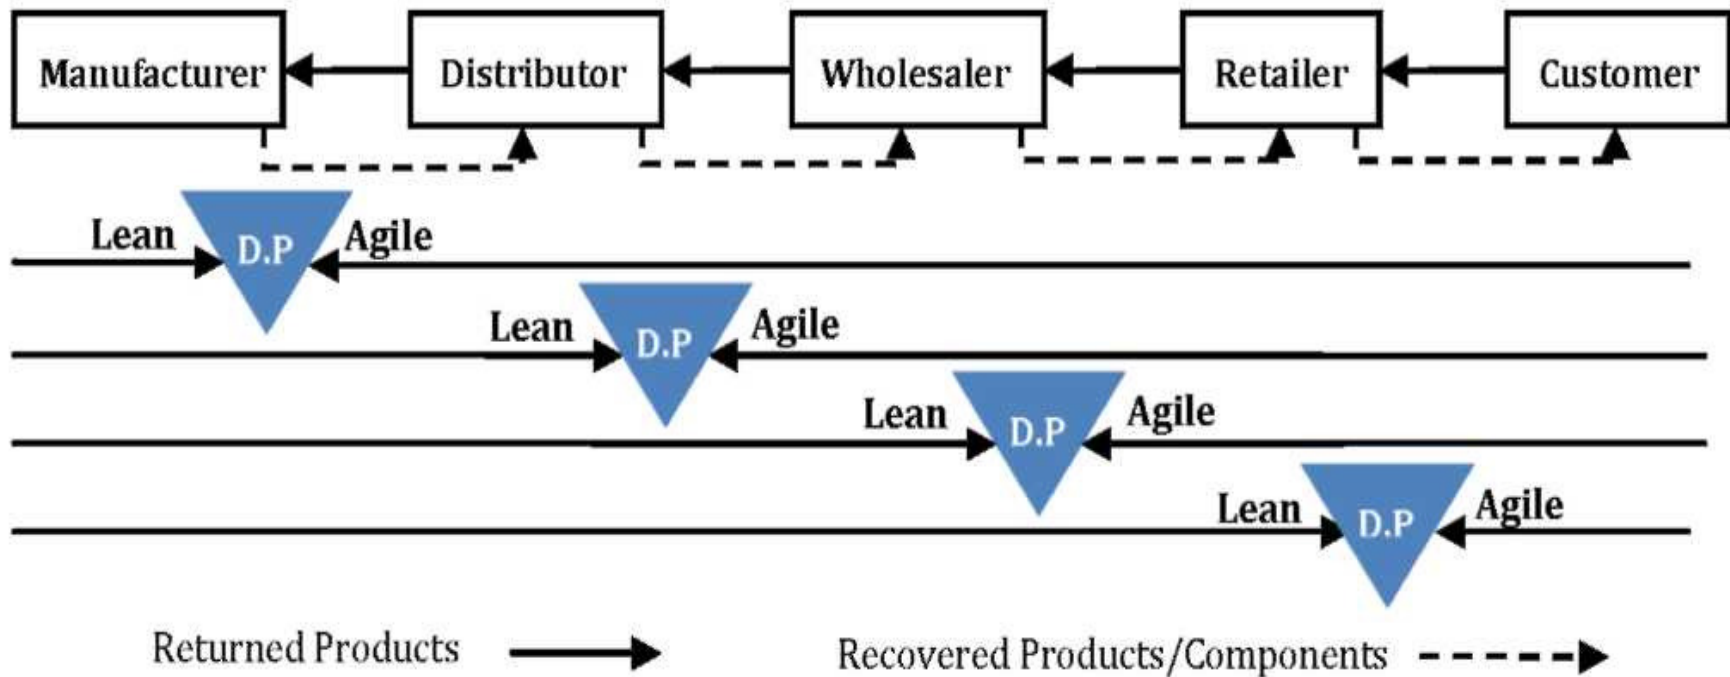 Manufacturer Distributor Wholesaler Retailer Customer
Lean D.P Agile
Lean D.P Agile
Lean D.P Agile
Lean D.P Agile
Returned Products Recovered Products/Components